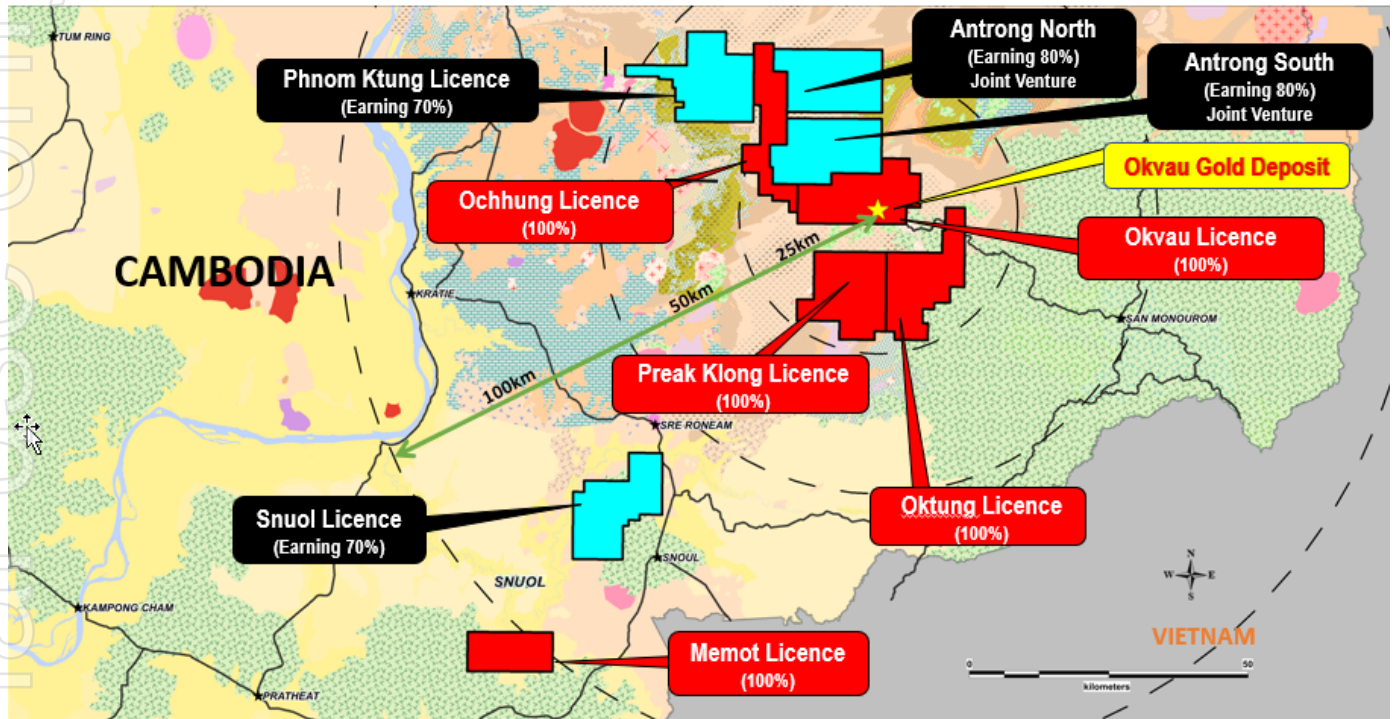 TUM RING
Phnom Ktung Licence
(Earning 70%)
Antrong North
(Earning 80%)
Joint Venture
Antrong South
(Earning 80%)
Joint Venture
Okvau Gold Deposit
Ochhung Licence
(100%)
Okvau Licence
(100%)
CAMBODIA
KRATIE
25km
50km
100km
SAN MONOUROM
Preak Klong Licence
(100%)
SRE RONEAM
Snuol Licence
(Earning 70%)
Oktung Licence
(100%)
SNOUL
SNUOL
N
W E
S
KAMPONG CHAM
VIETNAM
Memot Licence
(100%)
0 50
kilometers
PRATHEAT